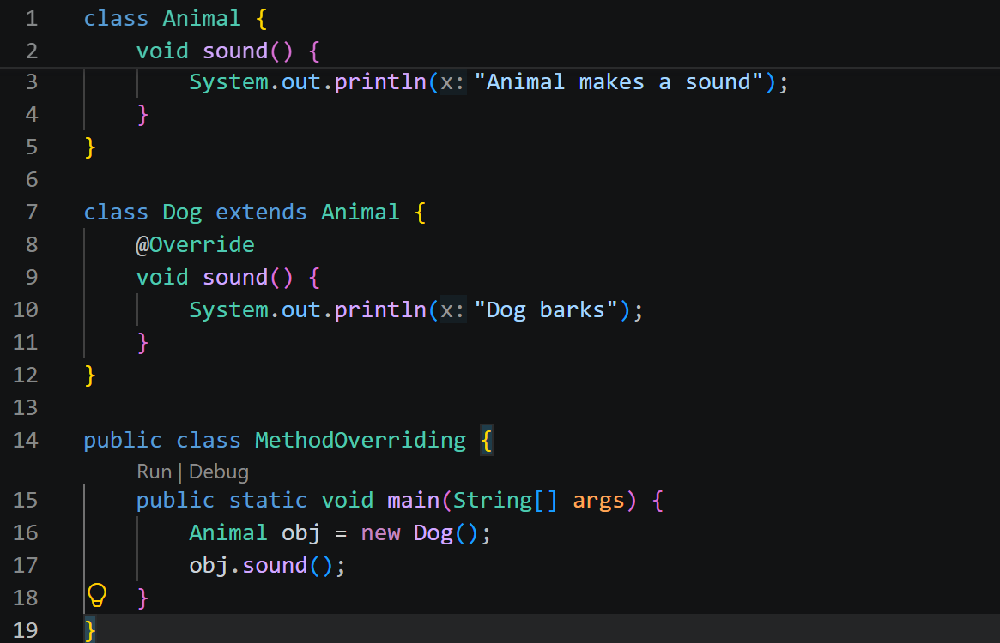 1 class Animal {
2     void sound() {
3         System.out.println(x: "Animal makes a sound");
4     }
5 }
6
7 class Dog extends Animal {
8     @Override
9     void sound() {
10         System.out.println(x: "Dog barks");
11     }
12 }
13
14 public class MethodOverriding {
Run | Debug
15     public static void main(String[] args) {
16         Animal obj = new Dog();
17         obj.sound();
18     }
19 }